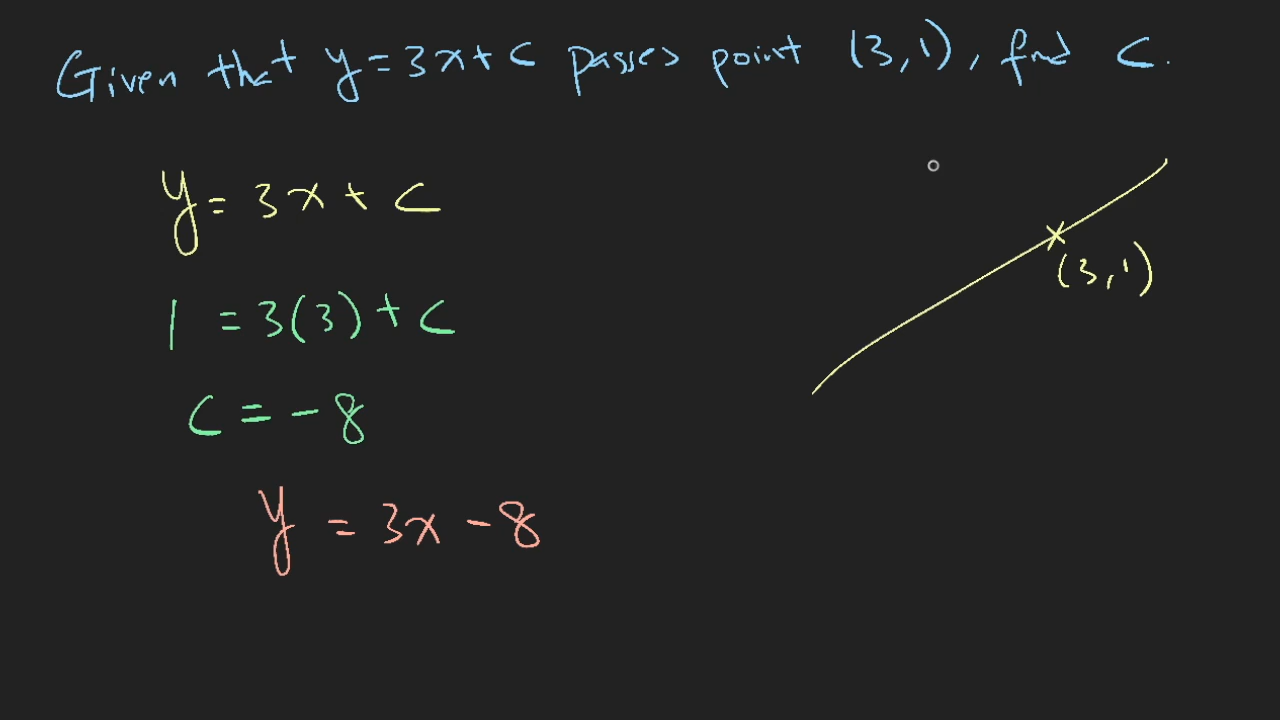 Given that y = 3x + c passes point (3,1), find c.
y = 3x + c
1 = 3(3) + c
c = -8
y = 3x - 8
(3,1)